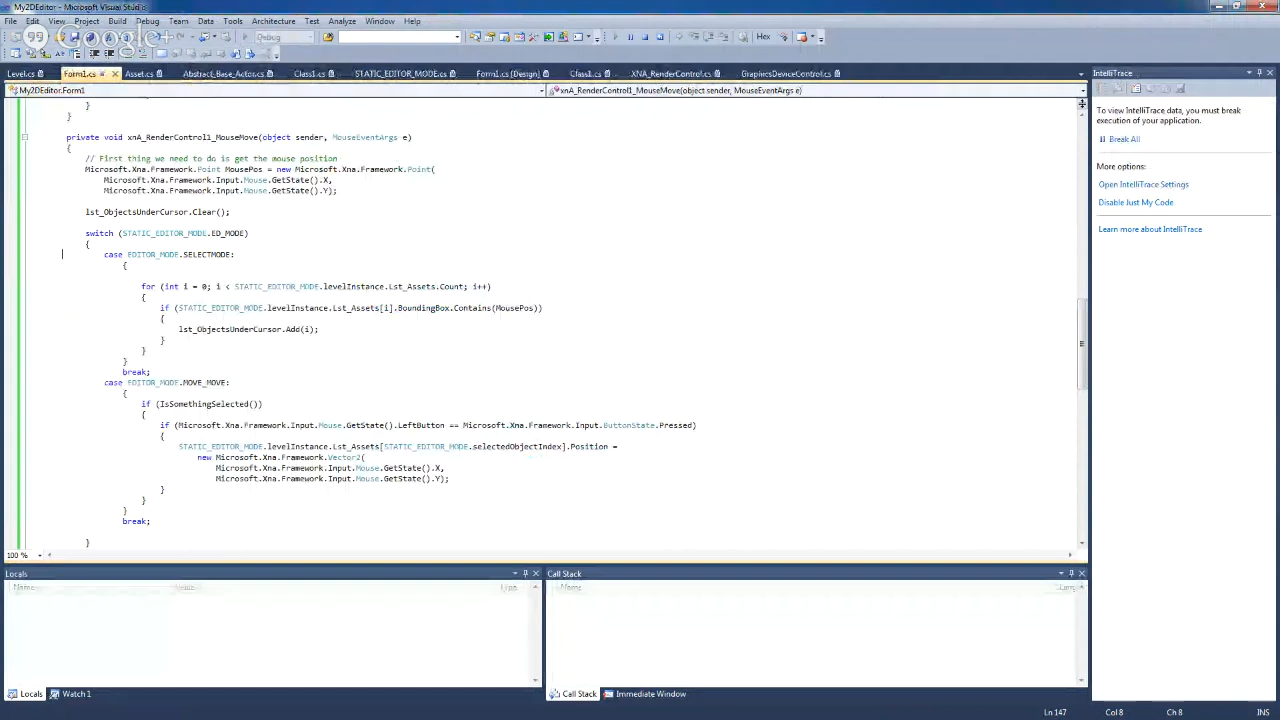 My2DEditor - Microsoft Visual Studio
File Edit View Project Build Debug Team Data Tools Architecture Test Analyze Window Help
Google+
Debug
Hex
Level.cs Form1.cs Asset.cs Abstract_Base_Actor.cs Class1.cs STATIC_EDITOR_MODE.cs Form1.cs [Design] Class1.cs XNA_RenderControl.cs GraphicsDeviceControl.cs
My2DEditor.Form1 xnA_RenderControl1_MouseMove(object sender, MouseEventArgs e)
}
}
private void xnA_RenderControl1_MouseMove(object sender, MouseEventArgs e)
{
// First thing we need to do is get the mouse position
Microsoft.Xna.Framework.Point MousePos = new Microsoft.Xna.Framework.Point(
Microsoft.Xna.Framework.Input.Mouse.GetState().X,
Microsoft.Xna.Framework.Input.Mouse.GetState().Y);
lst_ObjectsUnderCursor.Clear();
switch (STATIC_EDITOR_MODE.ED_MODE)
{
case EDITOR_MODE.SELECTMODE:
{
for (int i = 0; i < STATIC_EDITOR_MODE.levelInstance.Lst_Assets.Count; i++)
{
if (STATIC_EDITOR_MODE.levelInstance.Lst_Assets[i].BoundingBox.Contains(MousePos))
{
lst_ObjectsUnderCursor.Add(i);
}
}
}
break;
case EDITOR_MODE.MOVE_MOVE:
{
if (IsSomethingSelected())
{
if (Microsoft.Xna.Framework.Input.Mouse.GetState().LeftButton == Microsoft.Xna.Framework.Input.ButtonState.Pressed)
{
STATIC_EDITOR_MODE.levelInstance.Lst_Assets[STATIC_EDITOR_MODE.selectedObjectIndex].Position =
new Microsoft.Xna.Framework.Vector2(
Microsoft.Xna.Framework.Input.Mouse.GetState().X,
Microsoft.Xna.Framework.Input.Mouse.GetState().Y);
}
}
}
break;
}
100 %
IntelliTrace
To view IntelliTrace data, you must break
execution of your application.
Break All
More options:
Open IntelliTrace Settings
Disable Just My Code
Learn more about IntelliTrace
Locals
Name Value Type
Call Stack
Name Lang
Locals Watch 1
Call Stack Immediate Window
Ln 147 Col 8 Ch 8 INS